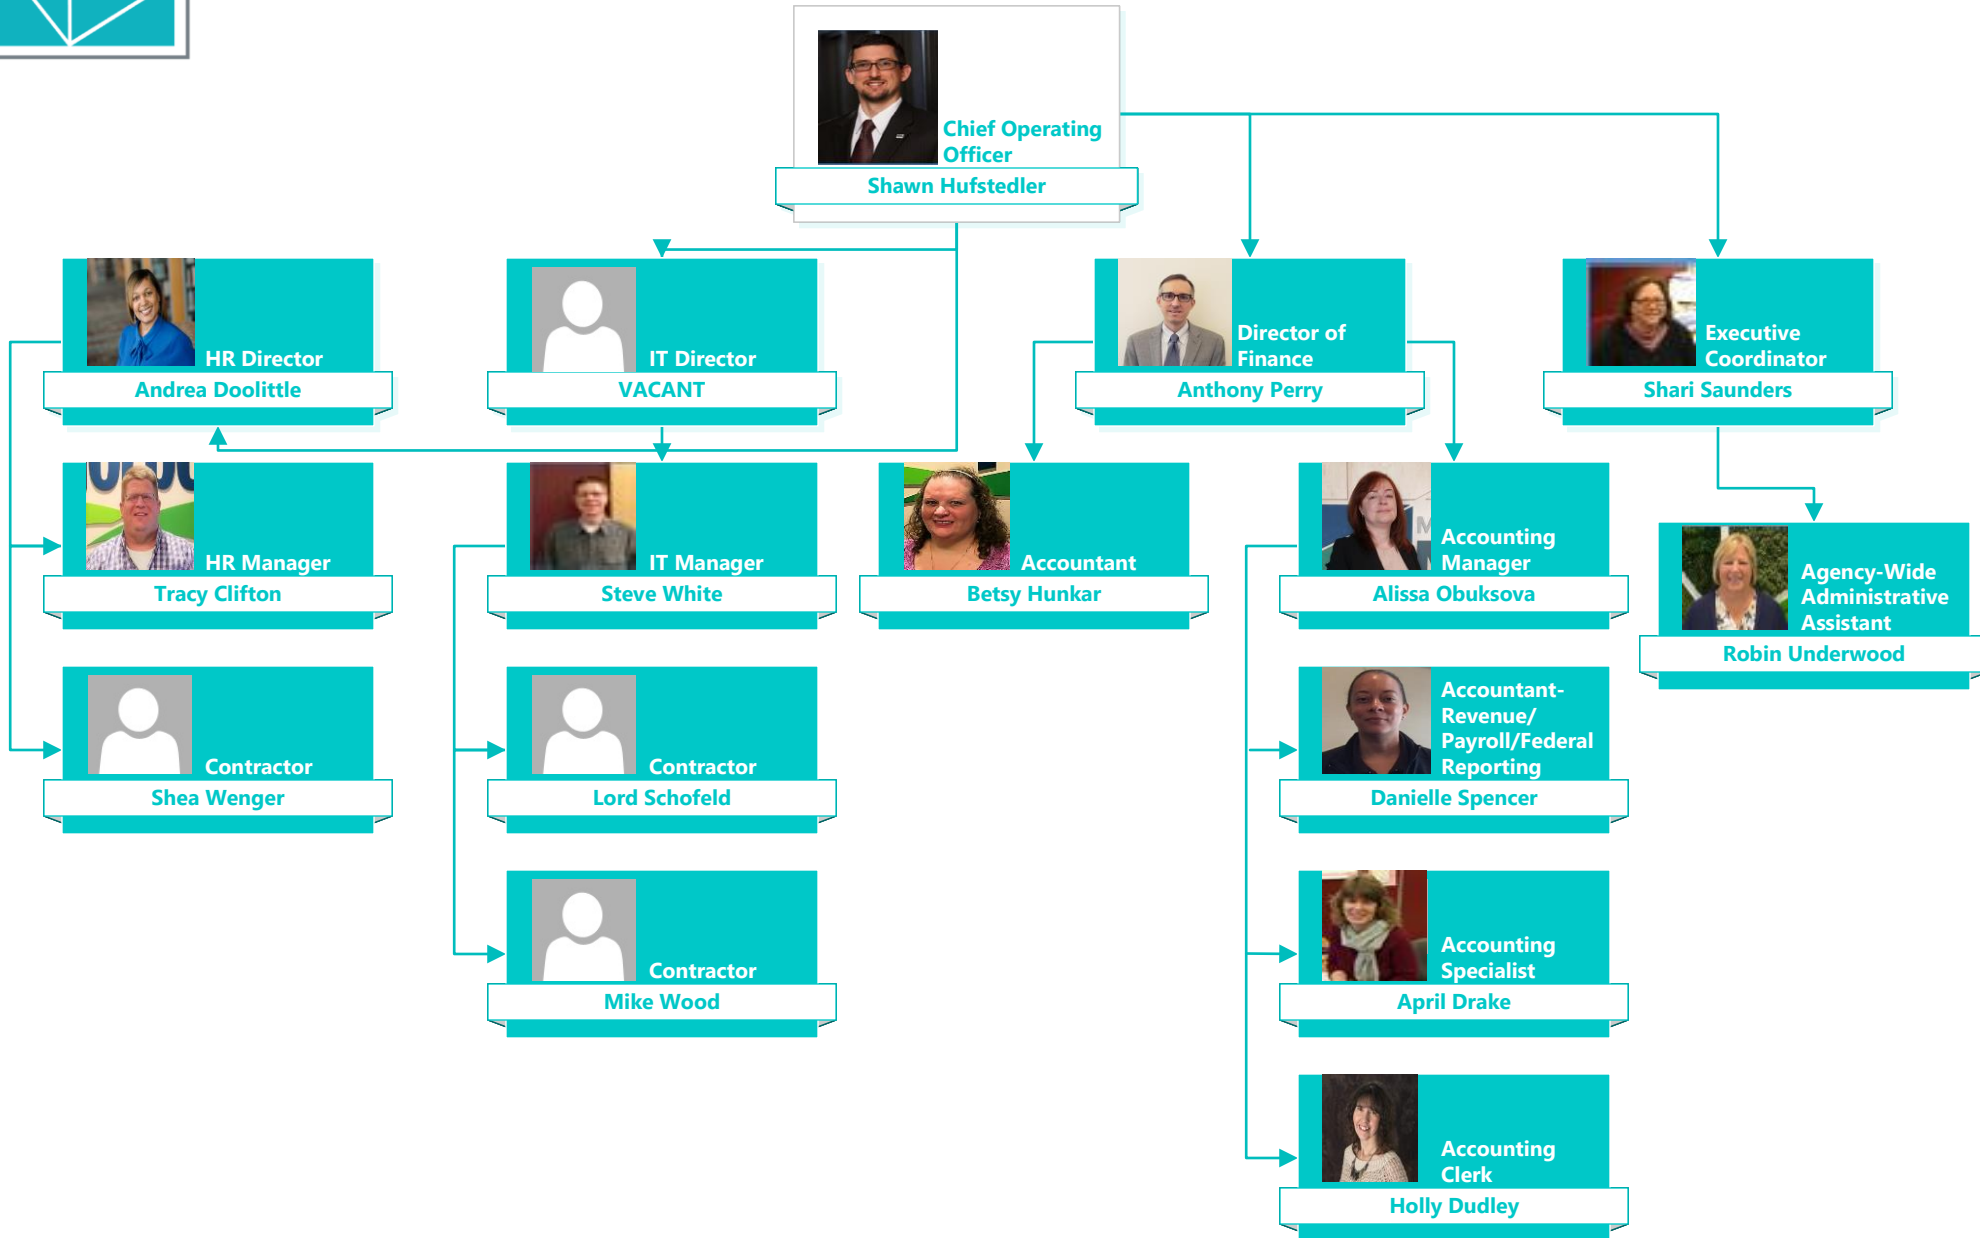 Chief Operating
Officer
Shawn Hufstedler
HR Director
Andrea Doolittle
IT Director
VACANT
Director of
Finance
Anthony Perry
Executive
Coordinator
Shari Saunders
HR Manager
Tracy Clifton
IT Manager
Steve White
Accountant
Betsy Hunkar
Accounting
Manager
Alissa Obuksova
Agency-Wide
Administrative
Assistant
Robin Underwood
Contractor
Shea Wenger
Contractor
Lord Schofeld
Accountant-
Revenue/
Payroll/Federal
Reporting
Danielle Spencer
Contractor
Mike Wood
Accounting
Specialist
April Drake
Accounting
Clerk
Holly Dudley